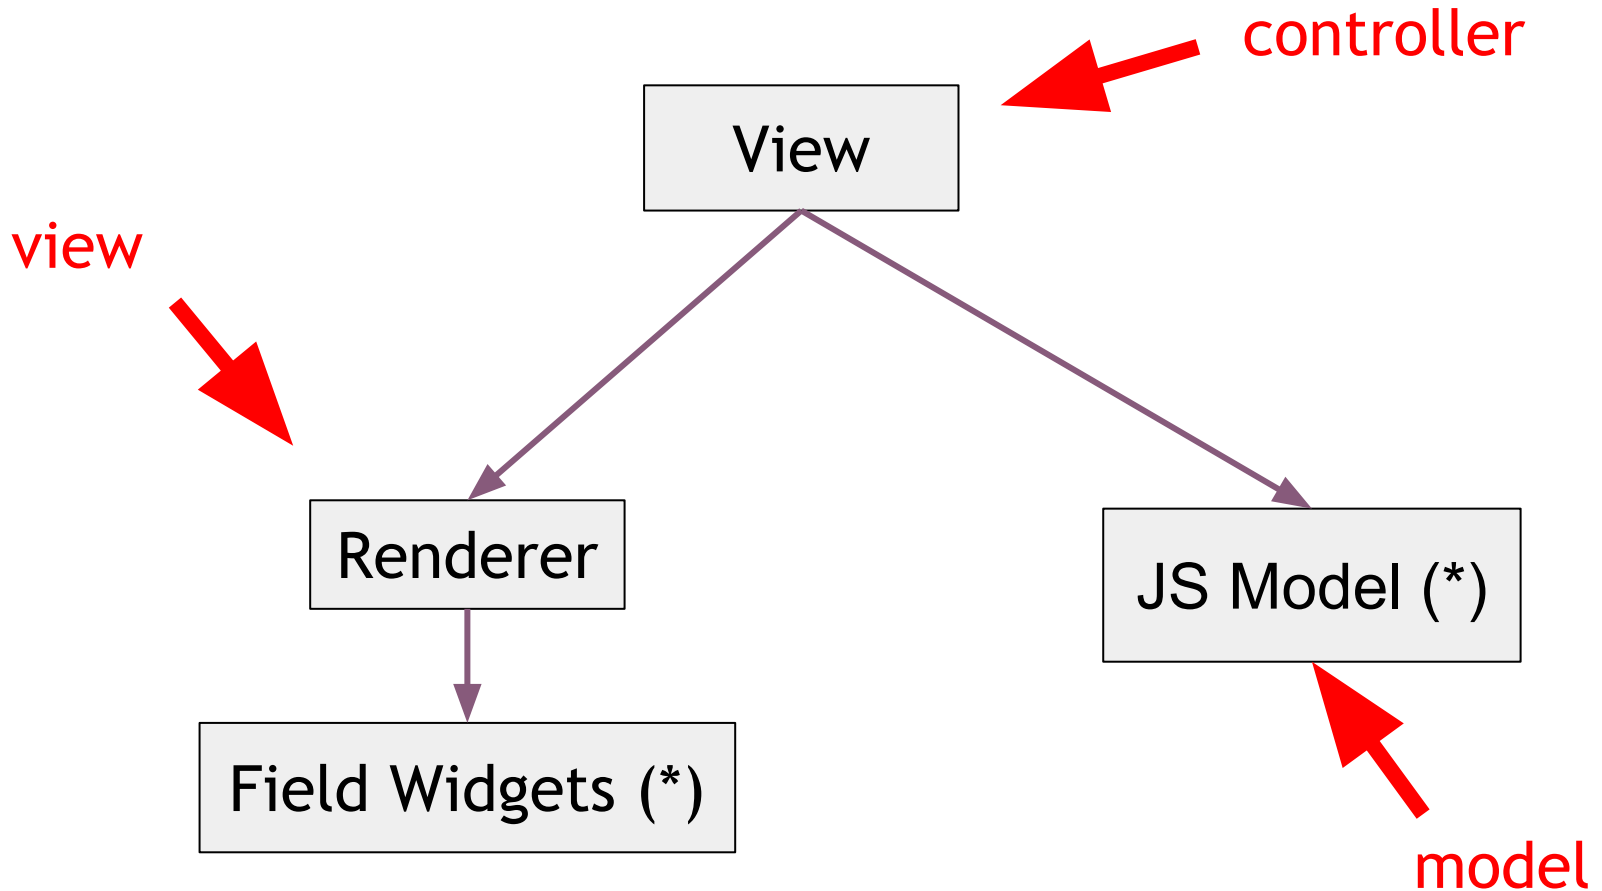 controller
View
view
Renderer
JS Model (*)
Field Widgets (*)
model